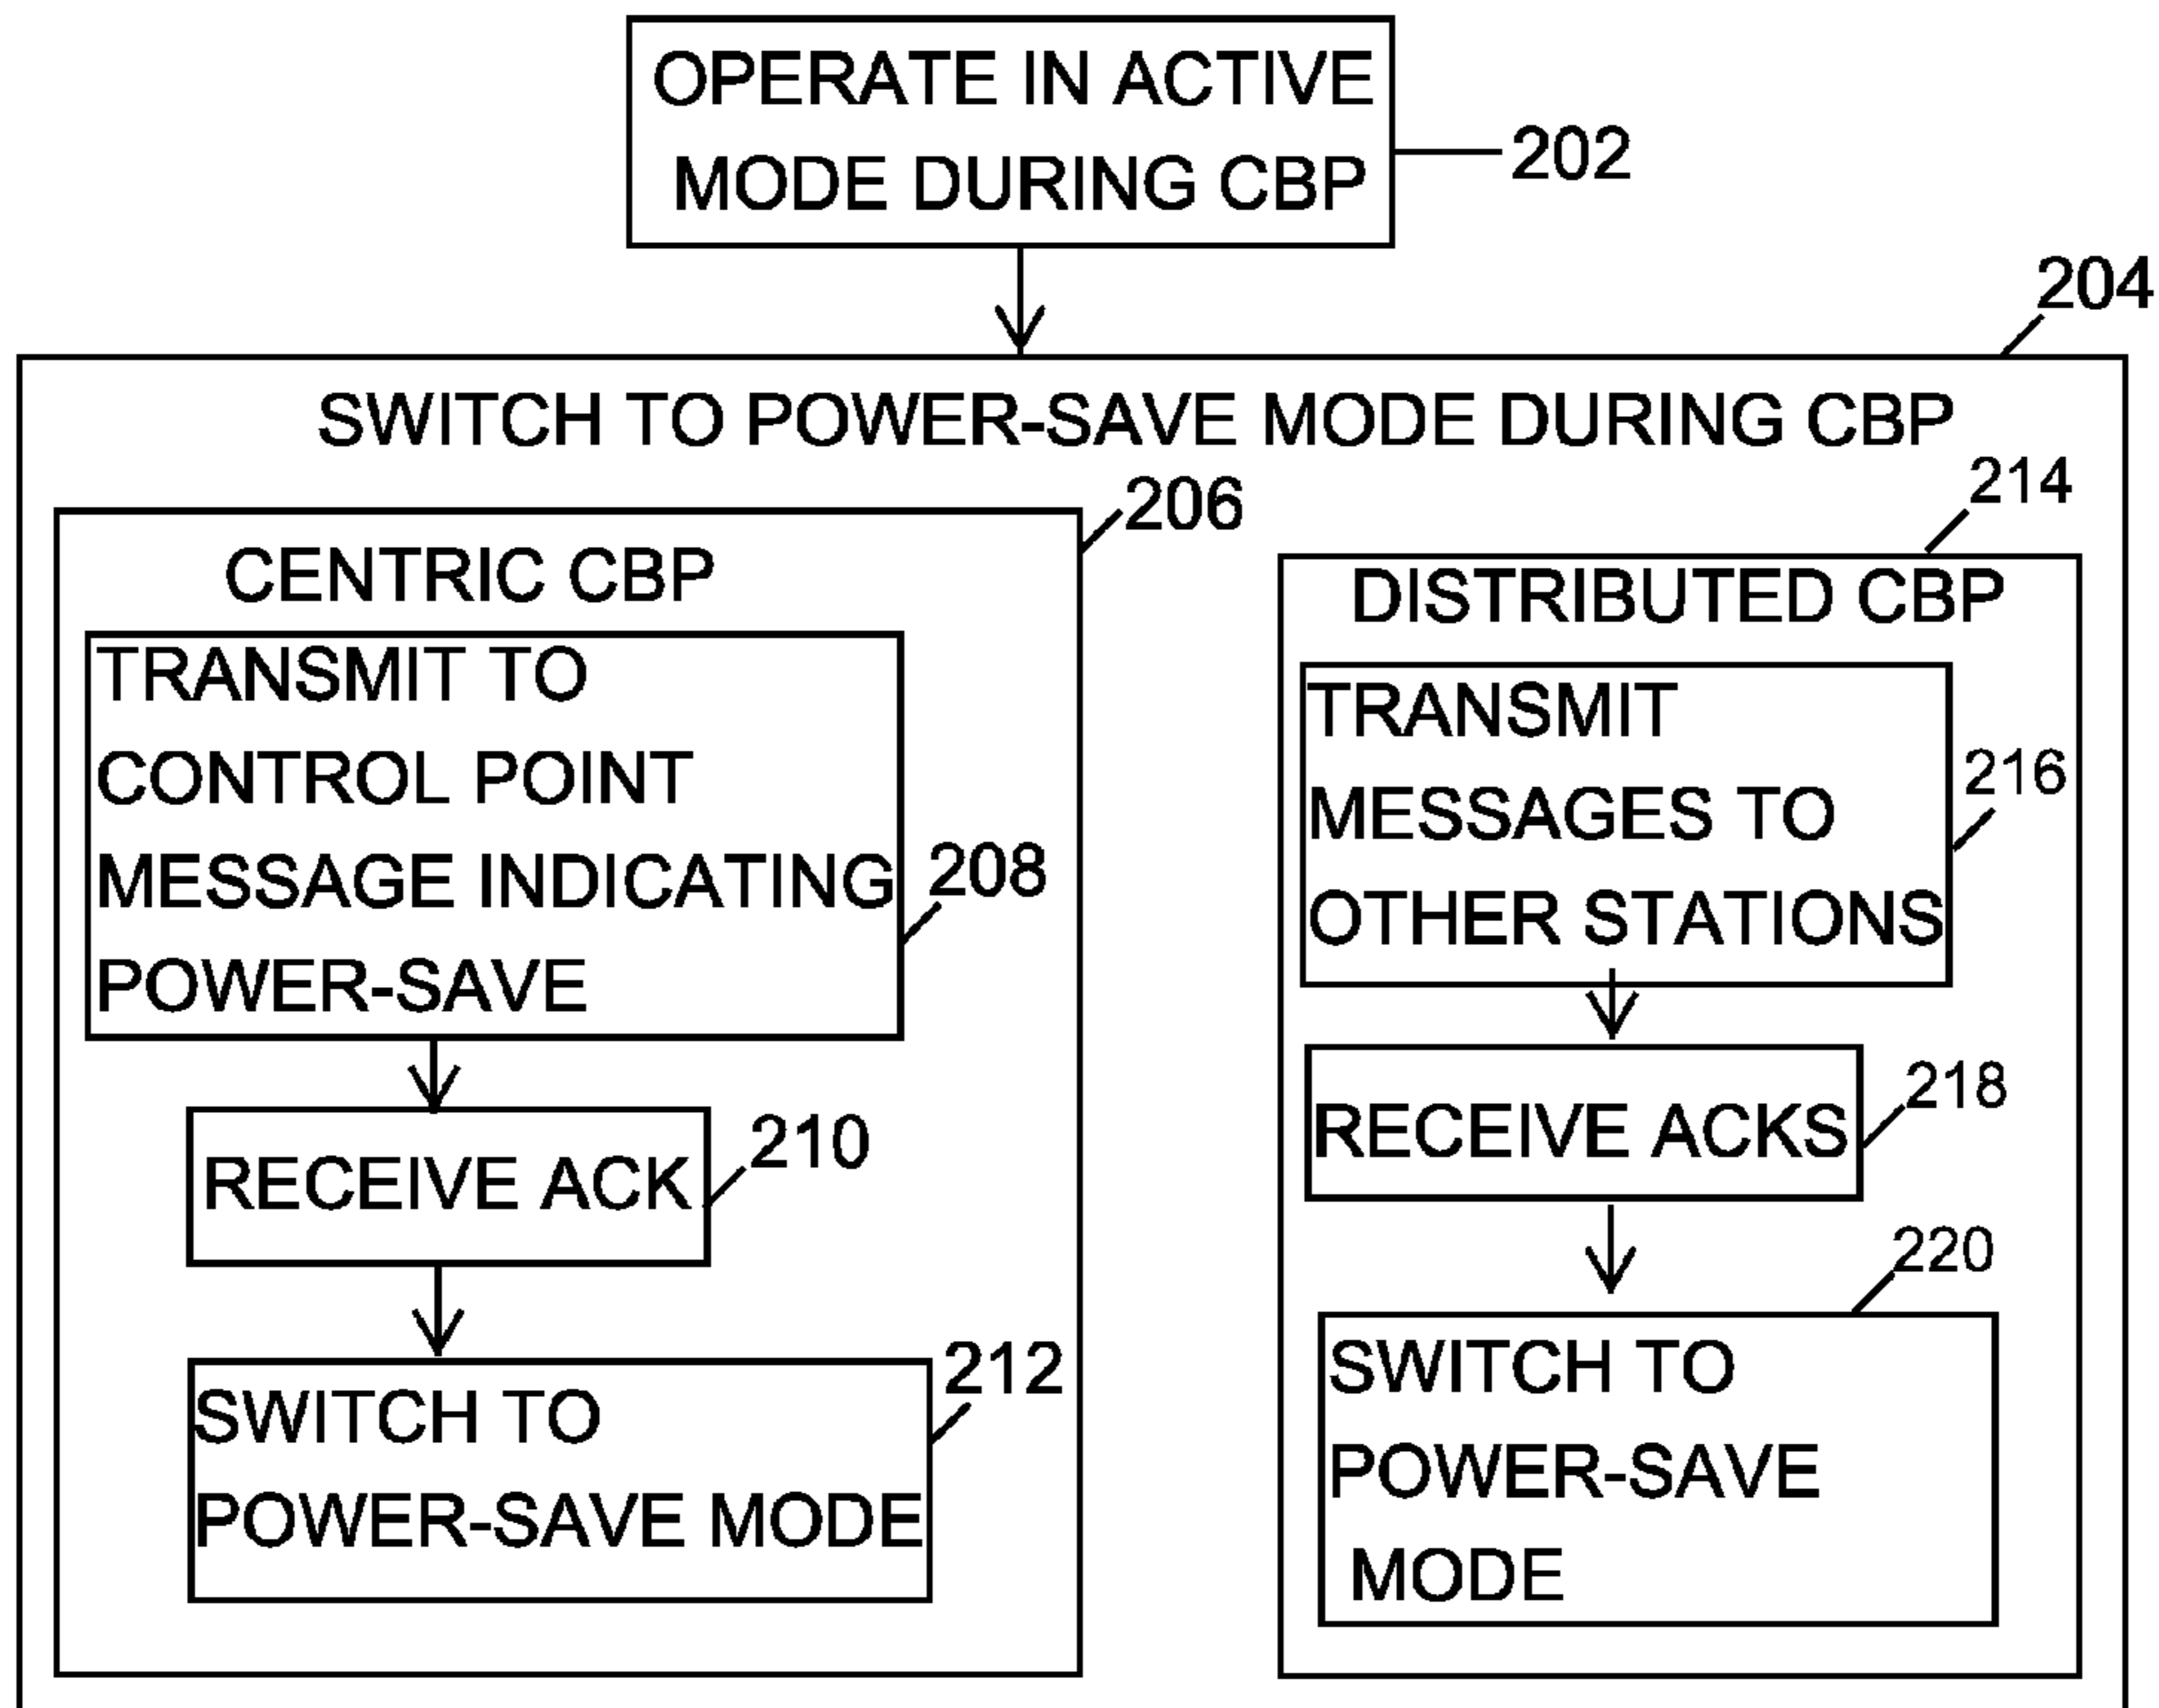 OPERATE IN ACTIVE
MODE DURING CBP
202
204
SWITCH TO POWER-SAVE MODE DURING CBP
206
CENTRIC CBP
TRANSMIT TO
CONTROL POINT
MESSAGE INDICATING
POWER-SAVE
208
RECEIVE ACK
210
SWITCH TO
POWER-SAVE MODE
212
214
DISTRIBUTED CBP
TRANSMIT
MESSAGES TO
OTHER STATIONS
216
RECEIVE ACKS
218
220
SWITCH TO
POWER-SAVE
MODE